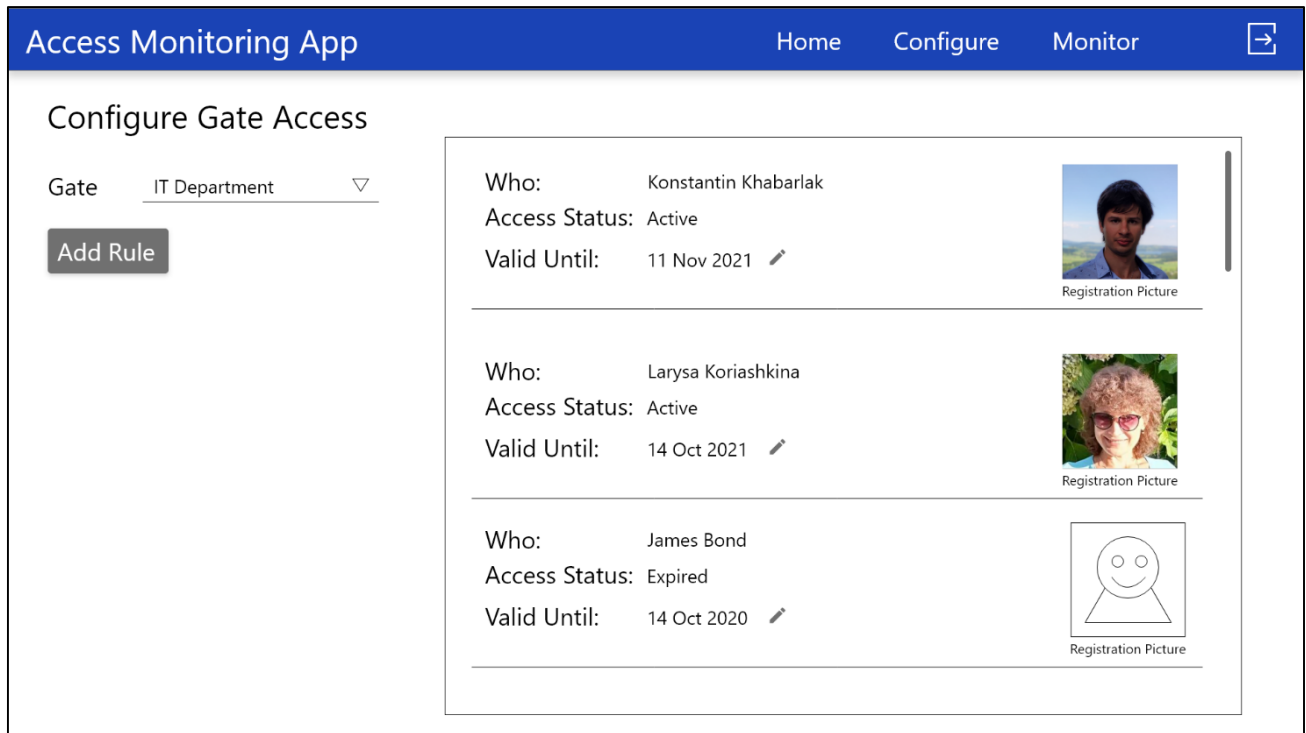 Access Monitoring App Home Configure Monitor
Configure Gate Access
Gate IT Department
Add Rule
Who: Konstantin Khabarlak
Access Status: Active
Valid Until: 11 Nov 2021
Registration Picture
Who: Larysa Koriashkina
Access Status: Active
Valid Until: 14 Oct 2021
Registration Picture
Who: James Bond
Access Status: Expired
Valid Until: 14 Oct 2020
Registration Picture